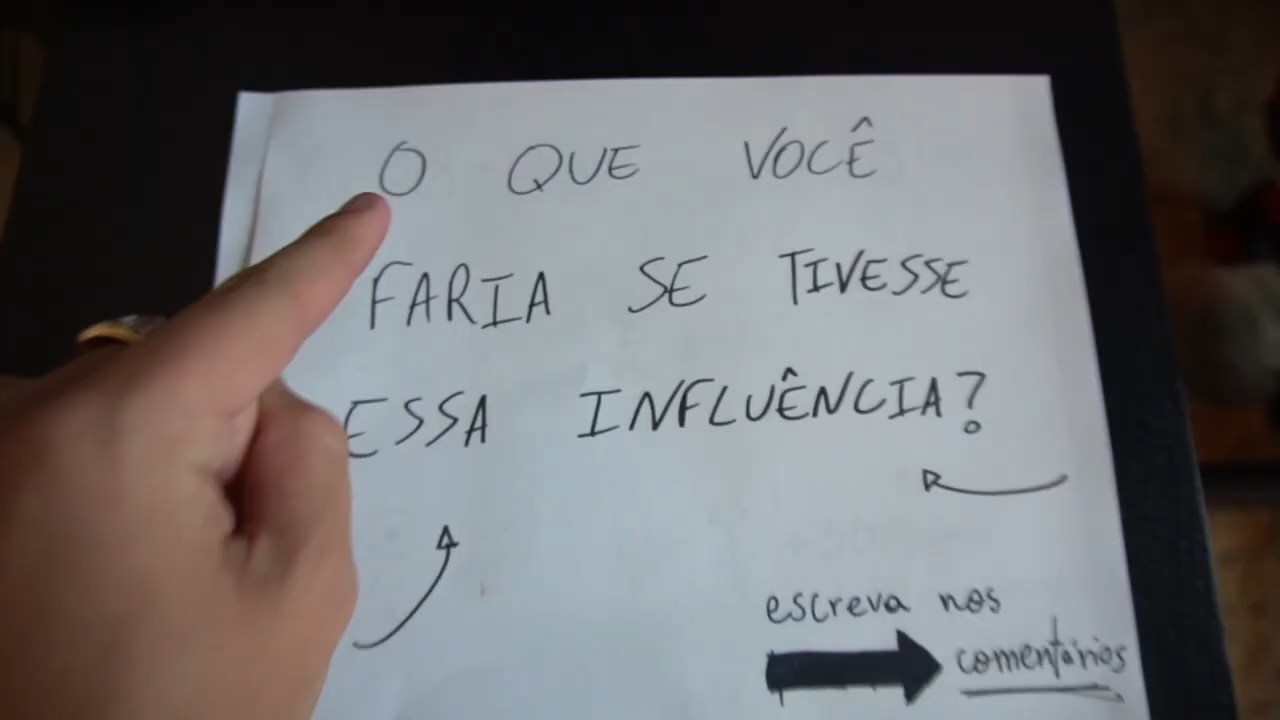 O QUE VOCÊ
FARIA SE TIVESSE
ESSA INFLUÊNCIA?
escreva nos
comentários